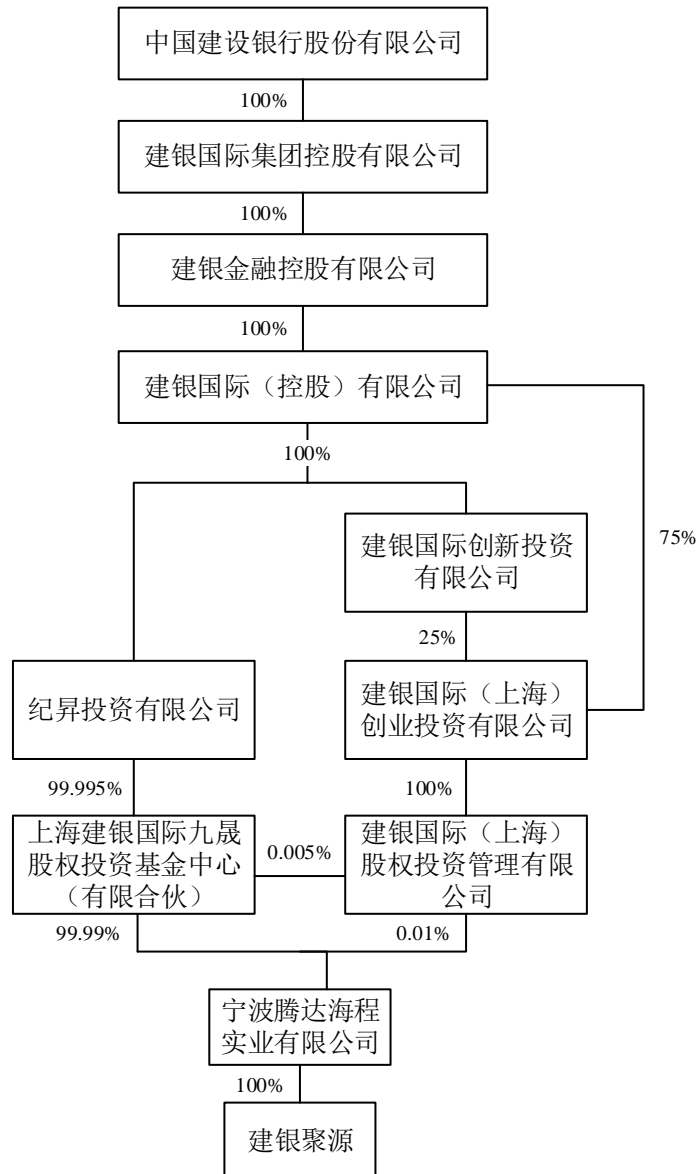 中国建设银行股份有限公司
100%
建银国际集团控股有限公司
100%
建银金融控股有限公司
100%
建银国际（控股）有限公司
100%
建银国际创新投资
有限公司
75%
25%
纪昇投资有限公司
建银国际（上海）
创业投资有限公司
99.995%
100%
上海建银国际九晟
股权投资基金中心
（有限合伙）
0.005%
建银国际（上海）
股权投资管理有限
公司
99.99%
0.01%
宁波腾达海程
实业有限公司
100%
建银聚源